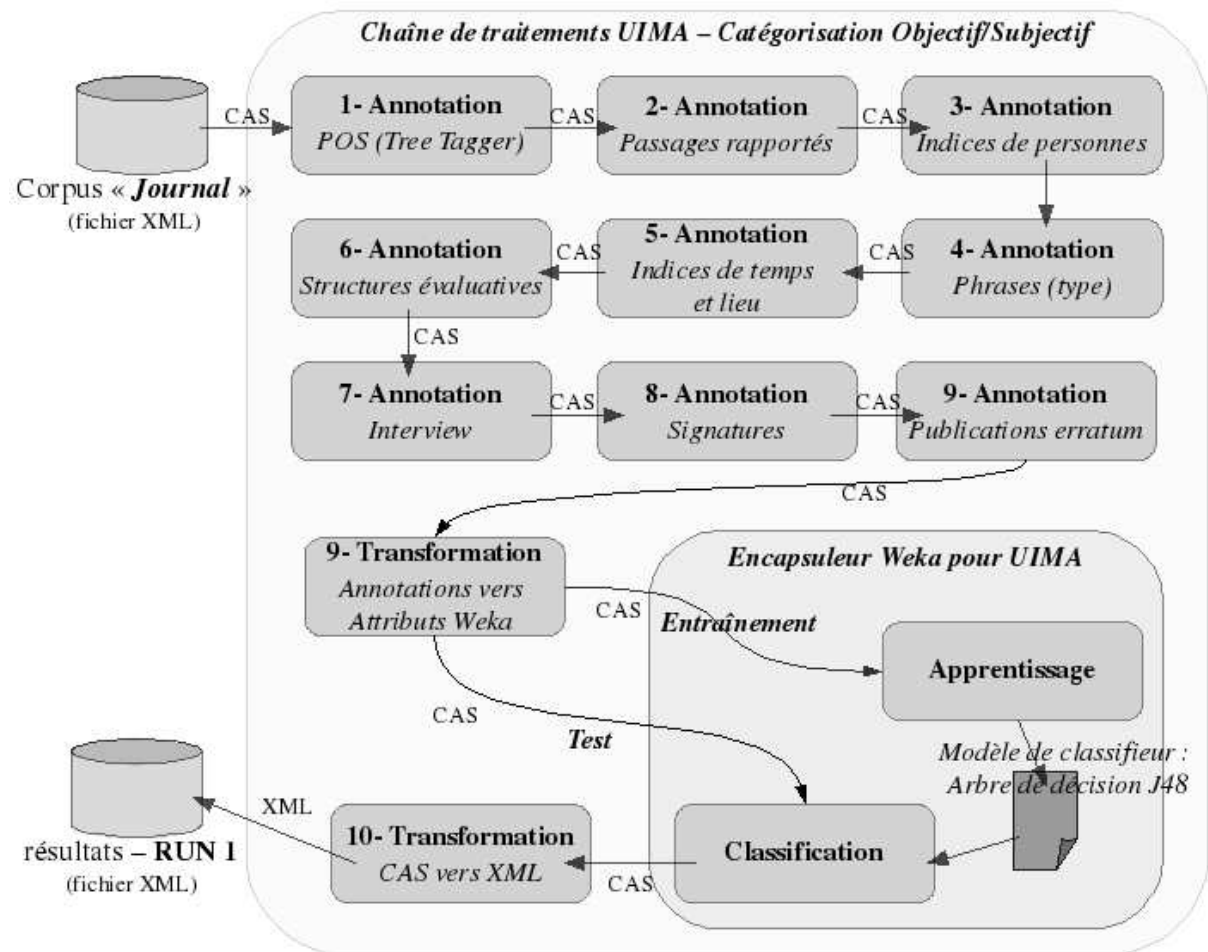 Chaîne de traitements UIMA – Catégorisation Objectif/Subjectif
Corpus « Journal »
(fichier XML)
CAS
1- Annotation
POS (Tree Tagger)
CAS
2- Annotation
Passages rapportés
CAS
3- Annotation
Indices de personnes
4- Annotation
Phrases (type)
CAS
5- Annotation
Indices de temps
et lieu
CAS
6- Annotation
Structures évaluatives
CAS
7- Annotation
Interview
CAS
8- Annotation
Signatures
CAS
9- Annotation
Publications erratum
CAS
9- Transformation
Annotations vers
Attributs Weka
CAS
Entraînement
Encapsuleur Weka pour UIMA
Apprentissage
Modèle de classifieur :
Arbre de décision J48
CAS
Test
Classification
CAS
10- Transformation
CAS vers XML
XML
résultats – RUN 1
(fichier XML)